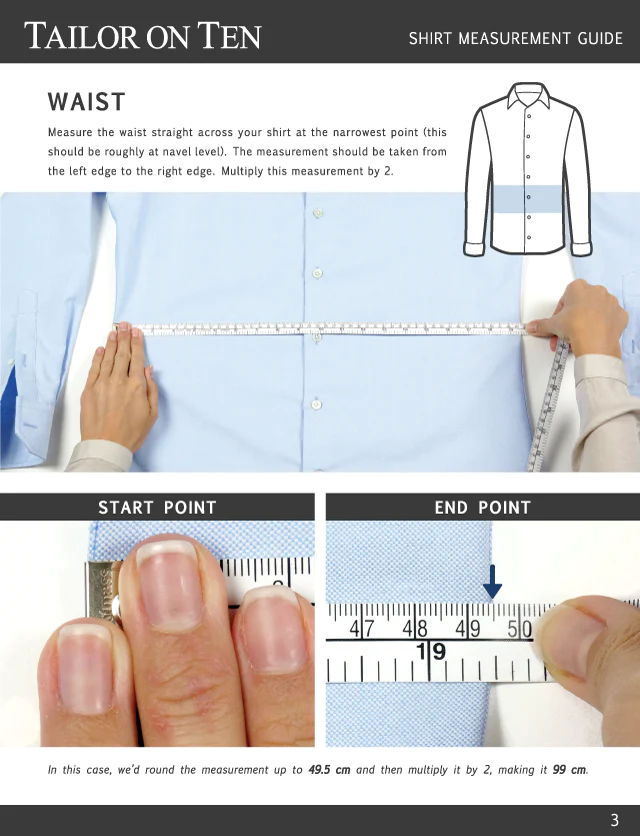 TAILOR ON TEN
SHIRT MEASUREMENT GUIDE
WAIST
Measure the waist straight across your shirt at the narrowest point (this
should be roughly at navel level). The measurement should be taken from
the left edge to the right edge. Multiply this measurement by 2.
START POINT
END POINT
47 48 49 50
19
In this case, we'd round the measurement up to 49.5 cm and then multiply it by 2, making it 99 cm.
3